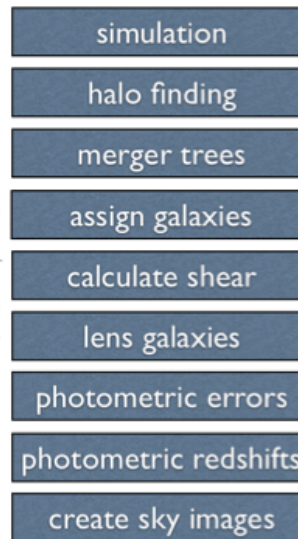 simulation
halo finding
merger trees
assign galaxies
calculate shear
lens galaxies
photometric errors
photometric redshifts
create sky images